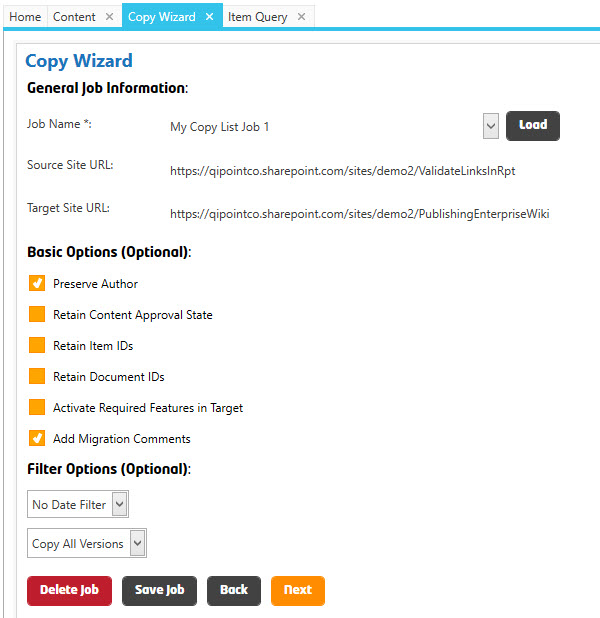 Home Content × Copy Wizard × Item Query ×
Copy Wizard
General Job Information:
Job Name *: My Copy List Job 1 Load
Source Site URL: https://qipointco.sharepoint.com/sites/demo2/ValidateLinksInRpt
Target Site URL: https://qipointco.sharepoint.com/sites/demo2/PublishingEnterpriseWiki
Basic Options (Optional):
Preserve Author
Retain Content Approval State
Retain Item IDs
Retain Document IDs
Activate Required Features in Target
Add Migration Comments
Filter Options (Optional):
No Date Filter
Copy All Versions
Delete Job Save Job Back Next